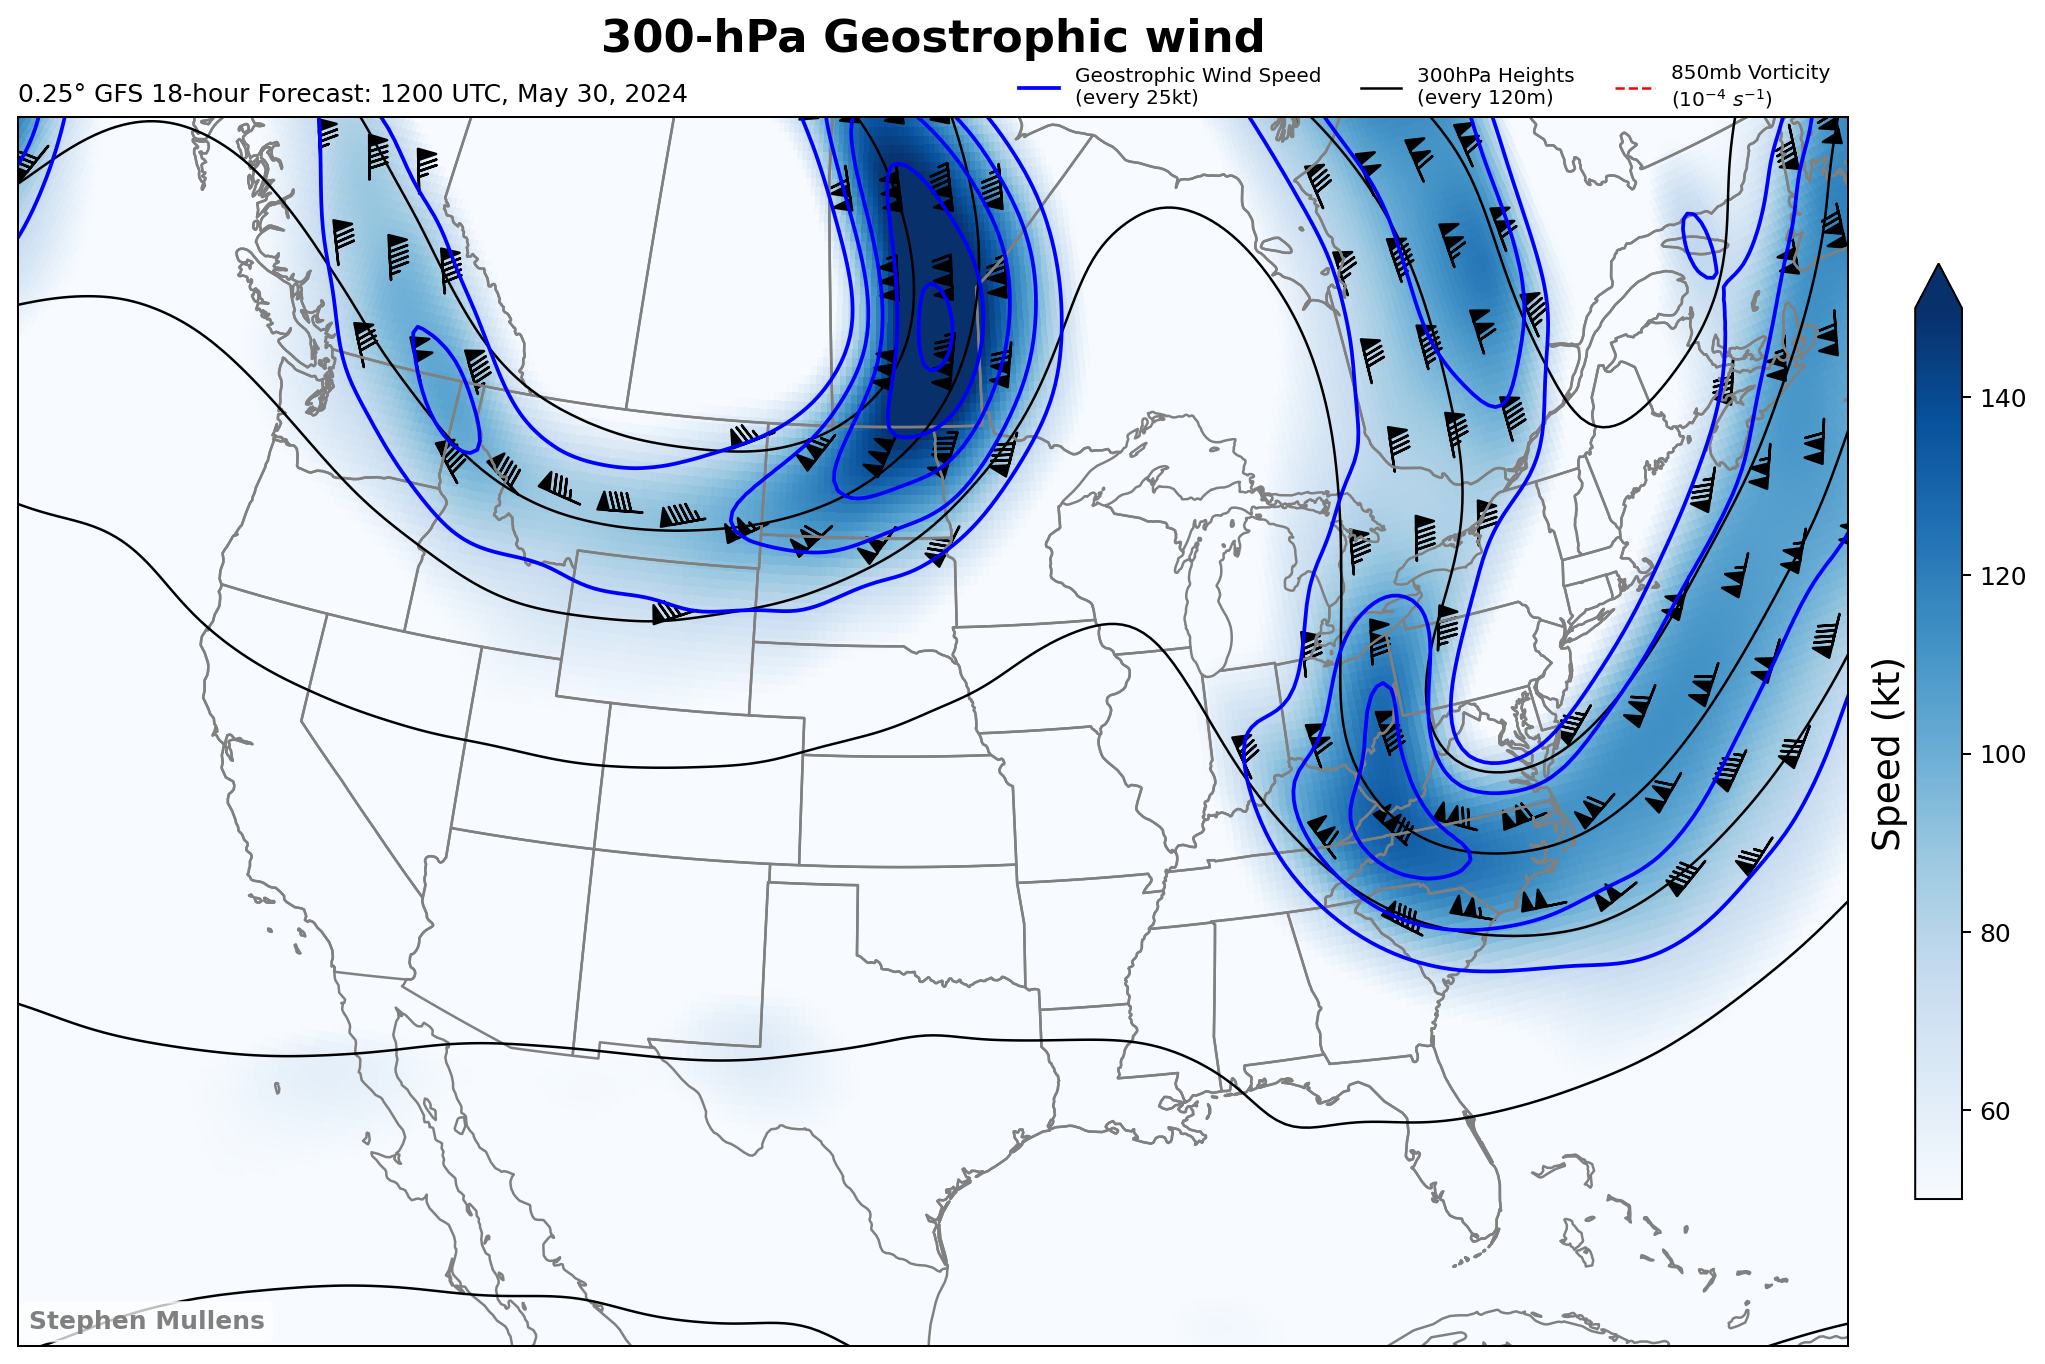 300-hPa Geostrophic wind
0.25° GFS 18-hour Forecast: 1200 UTC, May 30, 2024
Geostrophic Wind Speed
(every 25kt)
300hPa Heights
(every 120m)
850mb Vorticity
(10⁻⁴ s⁻¹)
140
120
100
80
60
Speed (kt)
Stephen Mullens